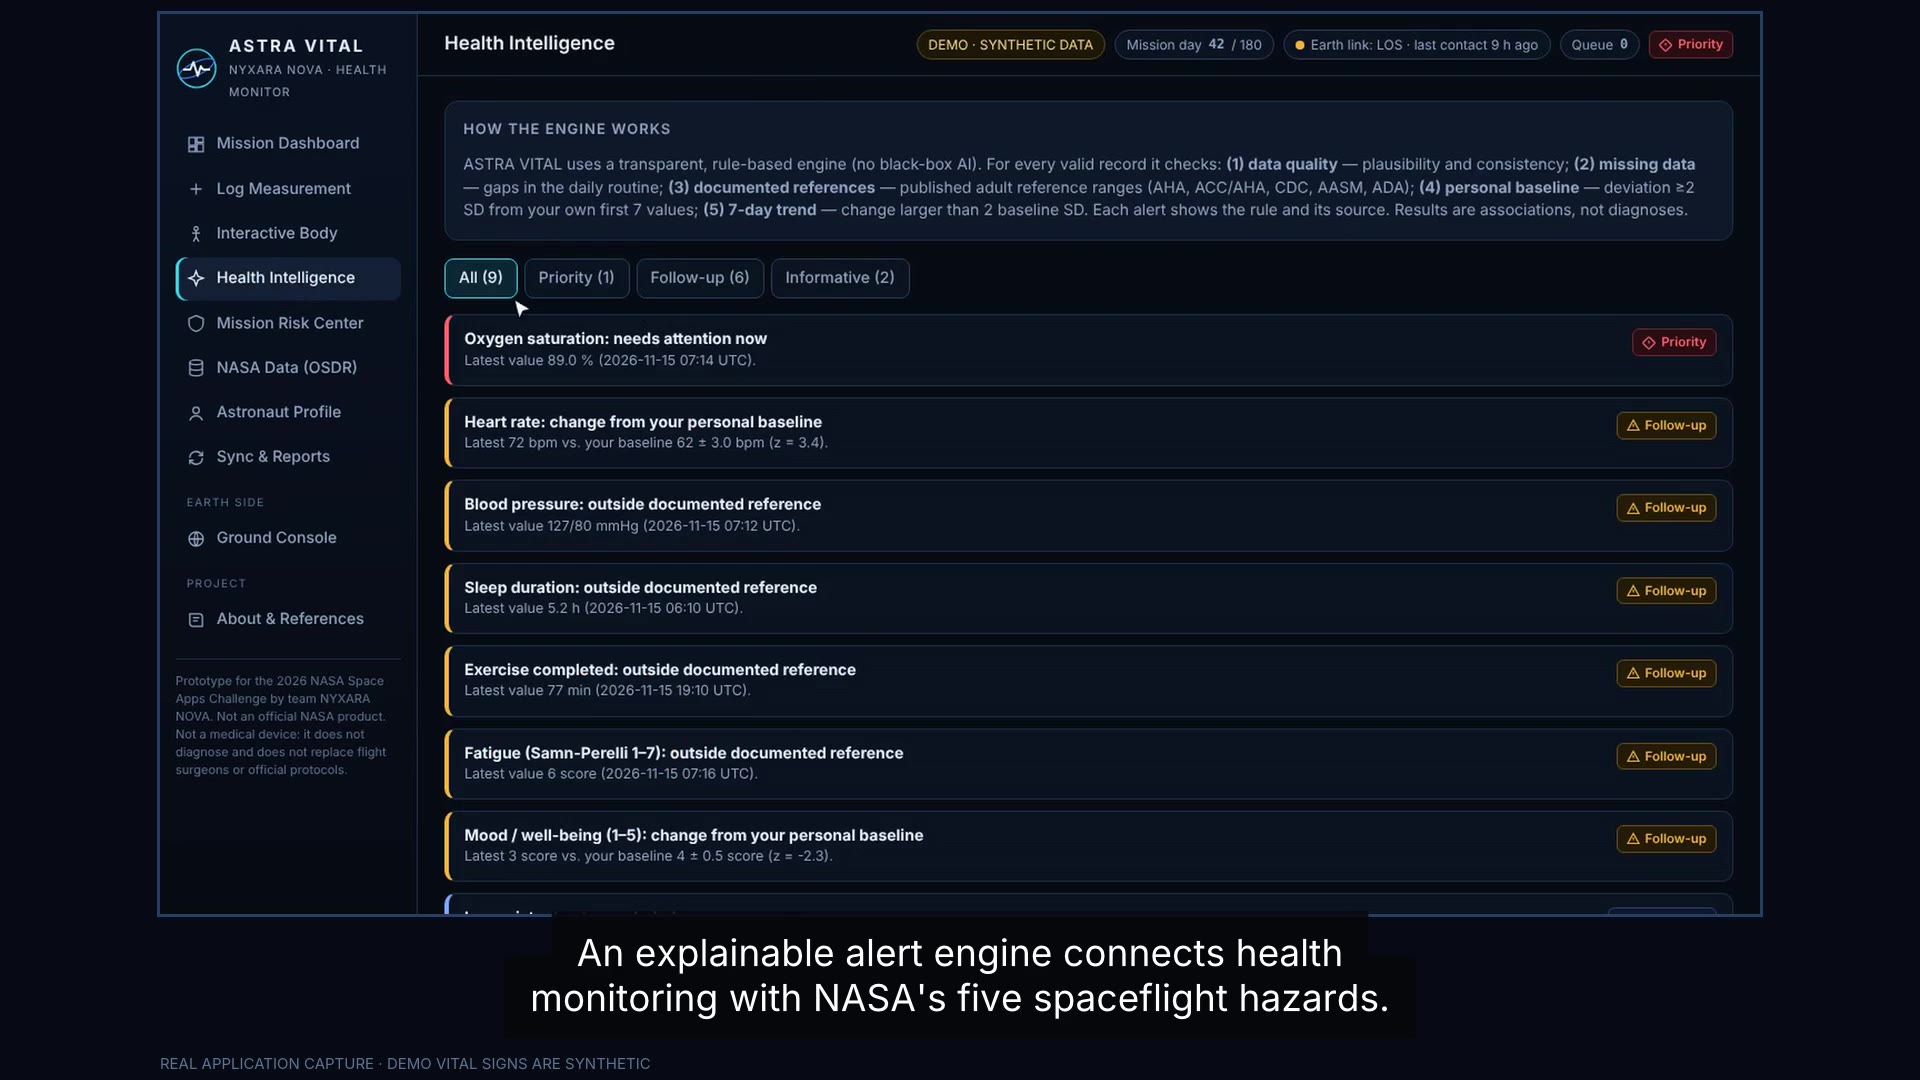 ASTRA VITAL
NYXARA NOVA · HEALTH
MONITOR
Mission Dashboard
Log Measurement
Interactive Body
Health Intelligence
Mission Risk Center
NASA Data (OSDR)
Astronaut Profile
Sync & Reports
EARTH SIDE
Ground Console
PROJECT
About & References
Prototype for the 2026 NASA Space
Apps Challenge by team NYXARA
NOVA. Not an official NASA product.
Not a medical device: it does not
diagnose and does not replace flight
surgeons or official protocols.
Health Intelligence
DEMO · SYNTHETIC DATA
Mission day 42 / 180
Earth link: LOS · last contact 9 h ago
Queue 0
Priority
HOW THE ENGINE WORKS
ASTRA VITAL uses a transparent, rule-based engine (no black-box AI). For every valid record it checks: (1) data quality — plausibility and consistency; (2) missing data
— gaps in the daily routine; (3) documented references — published adult reference ranges (AHA, ACC/AHA, CDC, AASM, ADA); (4) personal baseline — deviation ≥2
SD from your own first 7 values; (5) 7-day trend — change larger than 2 baseline SD. Each alert shows the rule and its source. Results are associations, not diagnoses.
All (9)
Priority (1)
Follow-up (6)
Informative (2)
Oxygen saturation: needs attention now
Latest value 89.0 % (2026-11-15 07:14 UTC).
Priority
Heart rate: change from your personal baseline
Latest 72 bpm vs. your baseline 62 ± 3.0 bpm (z = 3.4).
Follow-up
Blood pressure: outside documented reference
Latest value 127/80 mmHg (2026-11-15 07:12 UTC).
Follow-up
Sleep duration: outside documented reference
Latest value 5.2 h (2026-11-15 06:10 UTC).
Follow-up
Exercise completed: outside documented reference
Latest value 77 min (2026-11-15 19:10 UTC).
Follow-up
Fatigue (Samn-Perelli 1–7): outside documented reference
Latest value 6 score (2026-11-15 07:16 UTC).
Follow-up
Mood / well-being (1–5): change from your personal baseline
Latest 3 score vs. your baseline 4 ± 0.5 score (z = -2.3).
Follow-up
An explainable alert engine connects health
monitoring with NASA's five spaceflight hazards.
REAL APPLICATION CAPTURE · DEMO VITAL SIGNS ARE SYNTHETIC